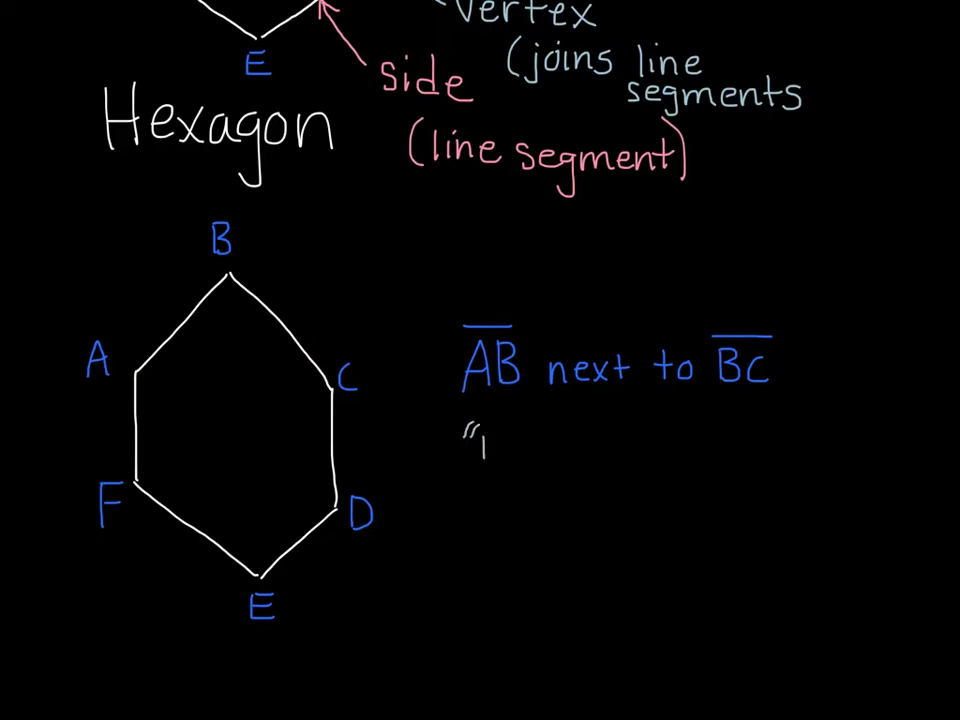 Vertex
E
(joins line
segments
side
Hexagon
(line segment)
B
A
C
AB next to BC
F
D
E